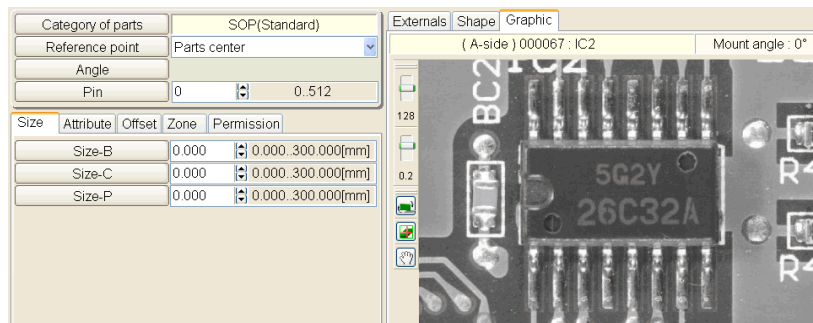 Category of parts
SOP(Standard)
Reference point
Parts center
Angle
Pin
0
0..512
Size
Attribute
Offset
Zone
Permission
Size-B
0.000
0.000..300.000[mm]
Size-C
0.000
0.000..300.000[mm]
Size-P
0.000
0.000..300.000[mm]
Externals
Shape
Graphic
( A-side ) 000067 : IC2
Mount angle : 0°
128
0.2
BC2
IC2
5G2Y
26C32A
R4
R4